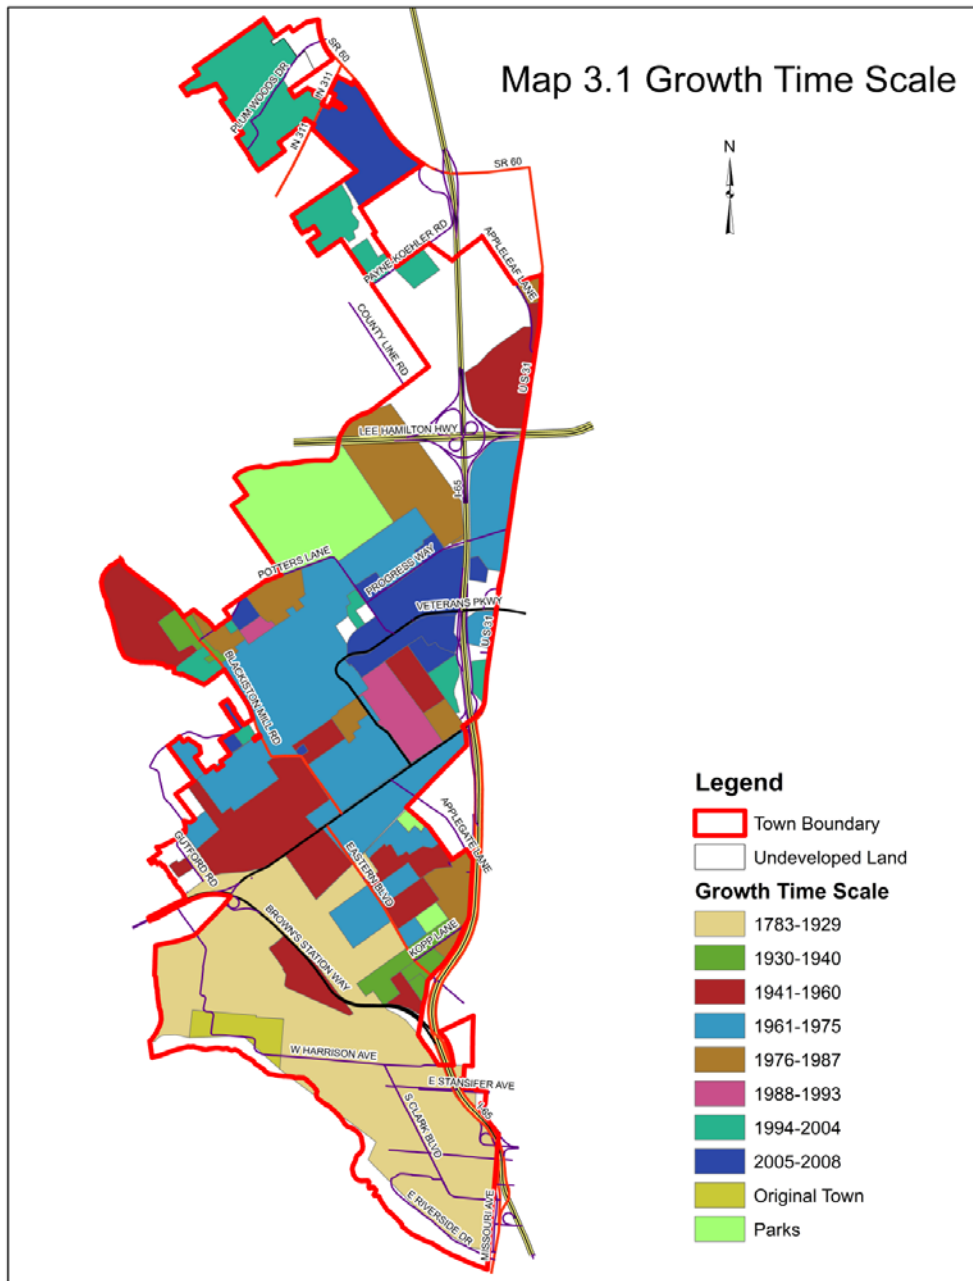 Map 3.1 Growth Time Scale
N
SR 60
PLUM WOODS DR
IN 311
IN 311
SR 60
PAYNE-KOEHLER RD
APPLELEAF LANE
COUNTY LINE RD
US 31
LEE HAMILTON HWY
I-65
POTTERS LANE
PROGRESS WAY
VETERANS PKWY
US 31
BLACKISTON MILL RD
APPLEGATE LANE
GUTFORD RD
EASTERN BLVD
BROWN'S STATION WAY
KOPP LANE
W HARRISON AVE
E STANSIFER AVE
S CLARK BLVD
I-65
E RIVERSIDE DR
MISSOURI AVE
Legend
Town Boundary
Undeveloped Land
Growth Time Scale
1783-1929
1930-1940
1941-1960
1961-1975
1976-1987
1988-1993
1994-2004
2005-2008
Original Town
Parks